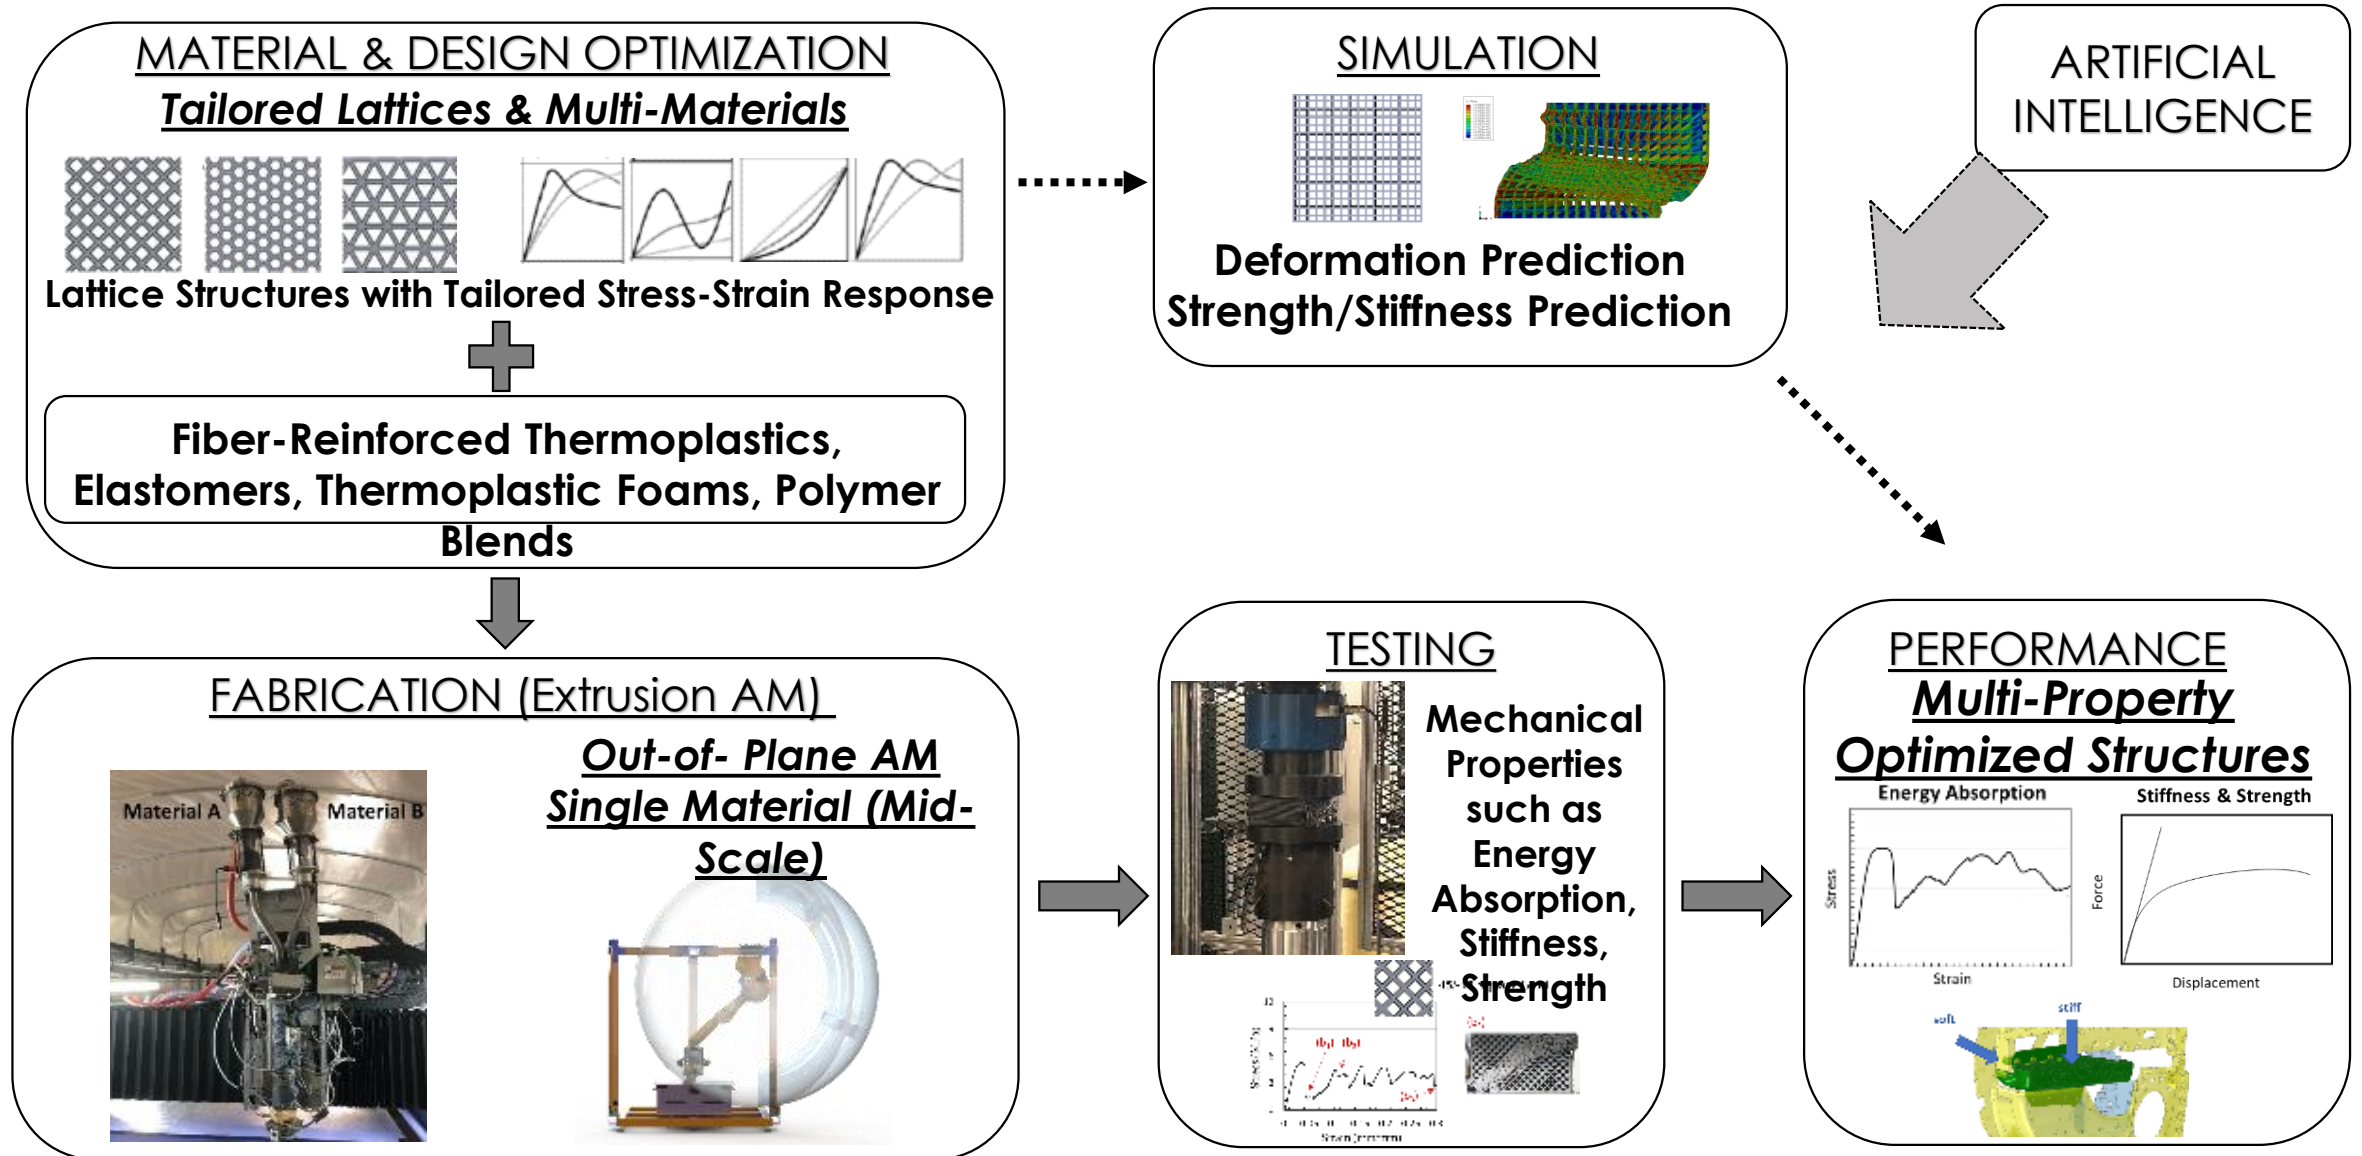 MATERIAL & DESIGN OPTIMIZATION
Tailored Lattices & Multi-Materials
Lattice Structures with Tailored Stress-Strain Response
Fiber-Reinforced Thermoplastics,
Elastomers, Thermoplastic Foams, Polymer
Blends
SIMULATION
Deformation Prediction
Strength/Stiffness Prediction
ARTIFICIAL
INTELLIGENCE
FABRICATION (Extrusion AM)
Material A
Material B
Out-of- Plane AM
Single Material (Mid-
Scale)
TESTING
Mechanical
Properties
such as
Energy
Absorption,
Stiffness,
Strength
(b₁)
(b₂)
PERFORMANCE
Multi-Property
Optimized Structures
Energy Absorption
Stress
Strain
Stiffness & Strength
Force
Displacement
soft
stiff